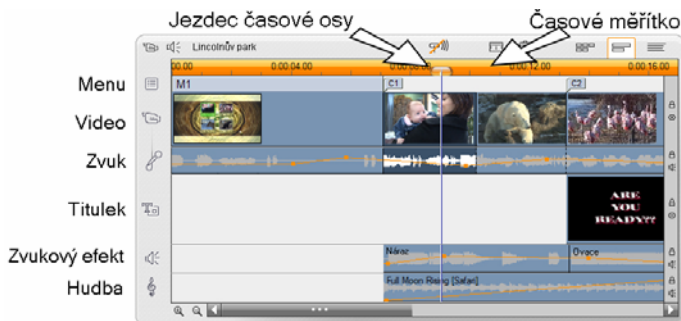 Jezdec časové osy
Časové měřítko
Lincolnův park
0:00:04.00
0:00:12.00
0:00:16.00
Menu
M1
C1
C2
Video
Zvuk
Titulek
ARE
YOU
READY??
Zvukový efekt
Náraz
Ovace
Hudba
Full Moon Rising [Safari]